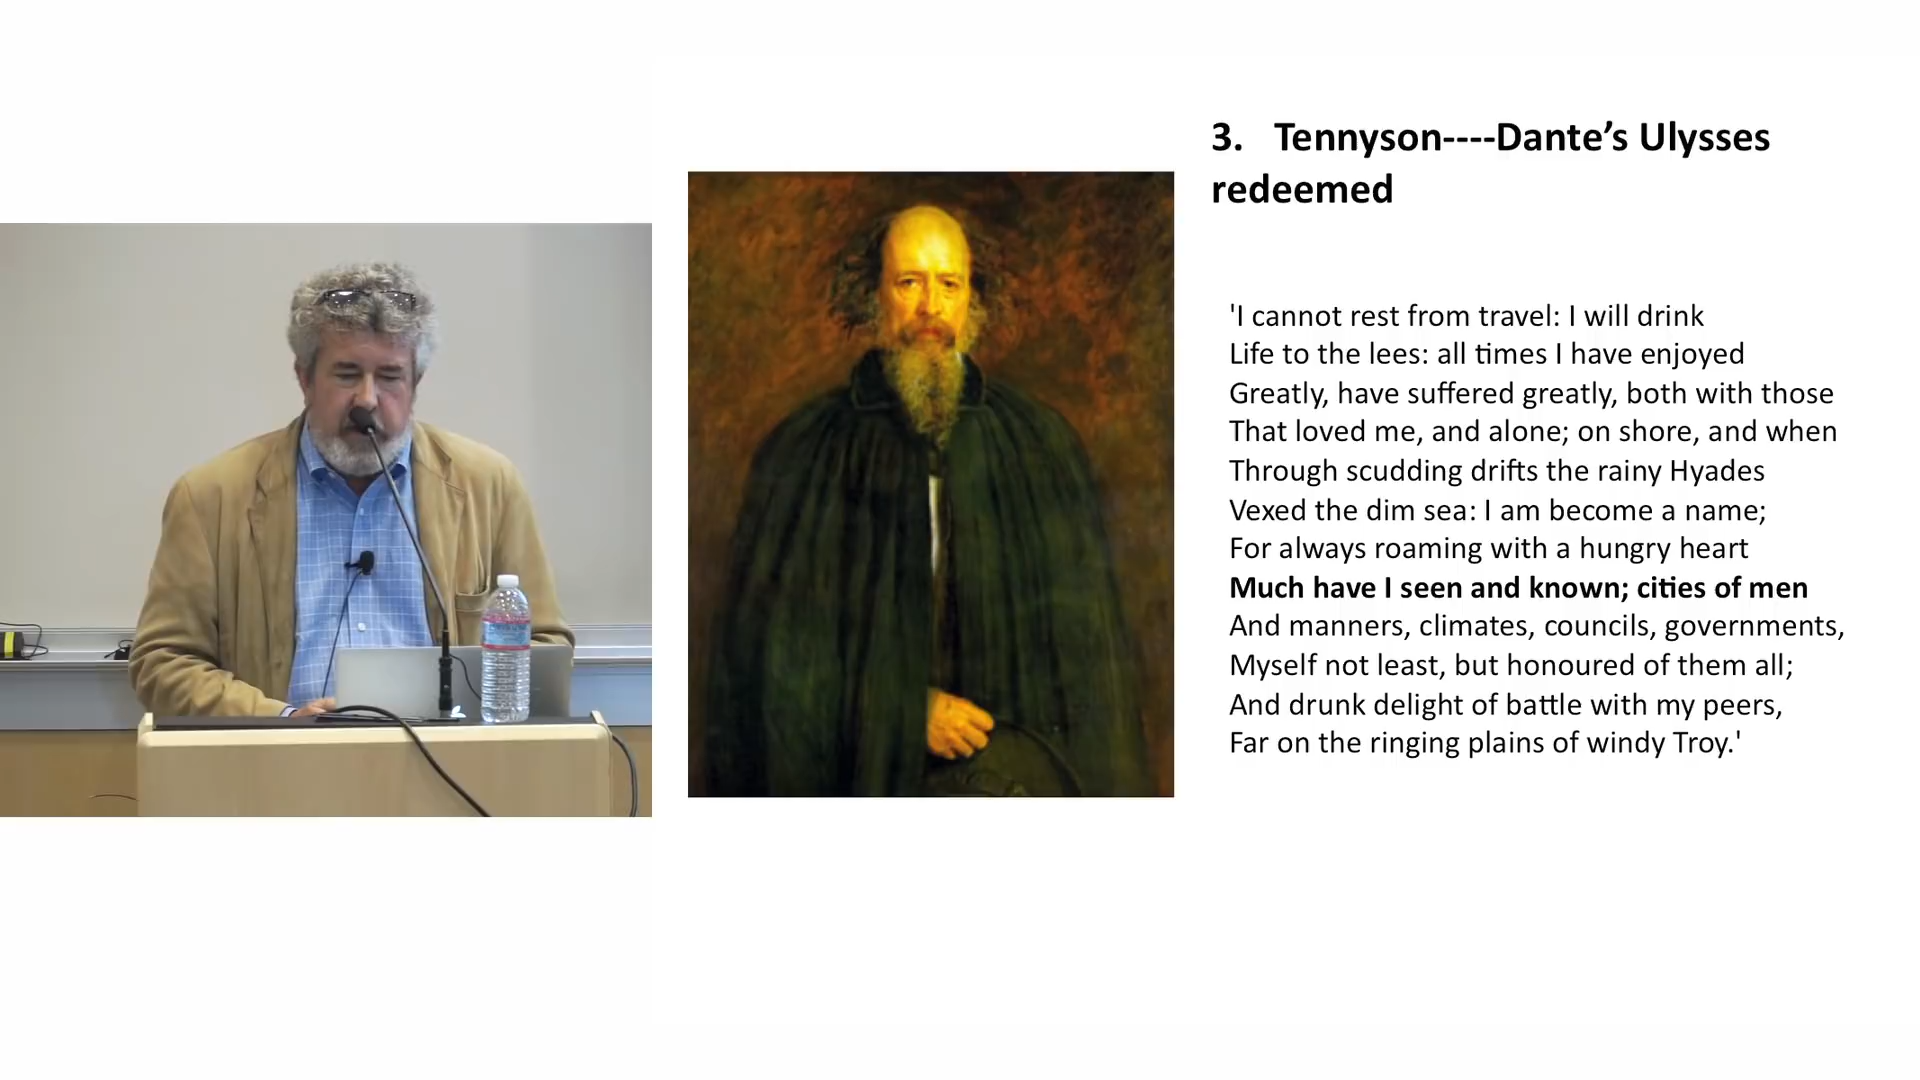 3. Tennyson----Dante’s Ulysses
redeemed
'I cannot rest from travel: I will drink
Life to the lees: all times I have enjoyed
Greatly, have suffered greatly, both with those
That loved me, and alone; on shore, and when
Through scudding drifts the rainy Hyades
Vexed the dim sea: I am become a name;
For always roaming with a hungry heart
Much have I seen and known; cities of men
And manners, climates, councils, governments,
Myself not least, but honoured of them all;
And drunk delight of battle with my peers,
Far on the ringing plains of windy Troy.'